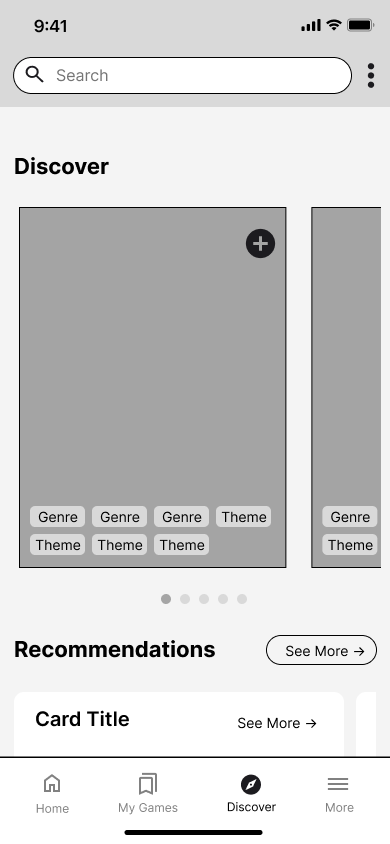 9:41
Search
Discover
Genre Genre Genre Theme Genre
Theme Theme Theme Theme
Recommendations See More →
Card Title See More →
Home My Games Discover More